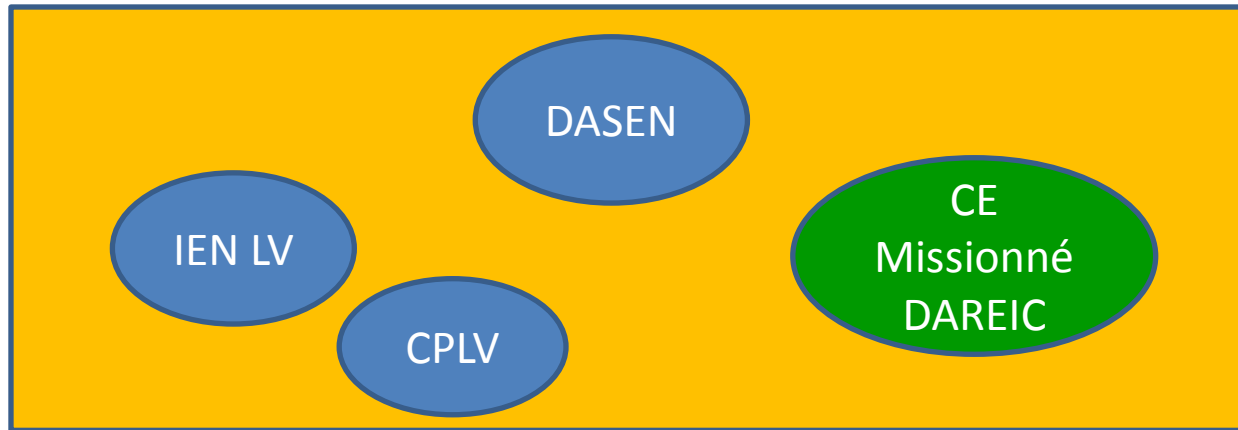 DASEN
IEN LV
CPLV
CE
Missionné
DAREIC